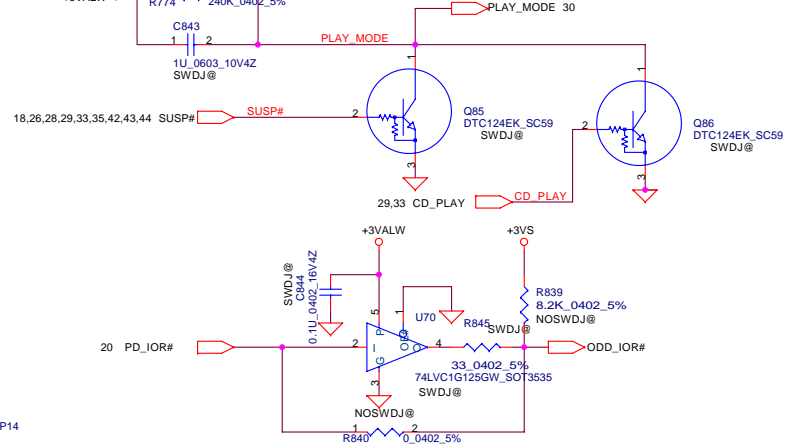 R774 240K_0402_5%
PLAY_MODE 30
C843
1 2
PLAY_MODE
1U_0603_10V4Z
SWDJ@
1
1
18,26,28,29,33,35,42,43,44 SUSP#
SUSP#
2
Q85
DTC124EK_SC59
SWDJ@
2
Q86
DTC124EK_SC59
SWDJ@
3
3
29,33 CD_PLAY
CD_PLAY
+3VALW
+3VS
SWDJ@
C844
0.1U_0402_16V4Z
R839
8.2K_0402_5%
NOSWDJ@
5
1
P
OE#
U70
R845
SWDJ@
20 PD_IOR#
2
I
O
4
ODD_IOR#
G
3
33_0402_5%
74LVC1G125GW_SOT3535
SWDJ@
NOSWDJ@
P14
1 2
R840 0_0402_5%